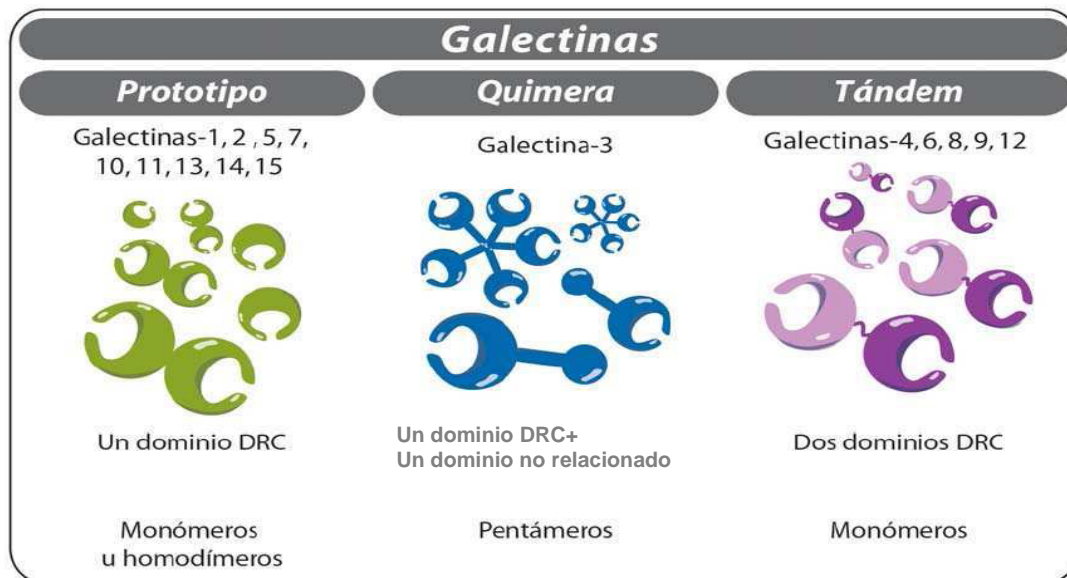 Galectinas
Prototipo
Quimera
Tándem
Galectinas-1, 2 , 5, 7,
10, 11, 13, 14, 15
Galectina-3
Galectinas-4, 6, 8, 9, 12
Un dominio DRC
Un dominio DRC+
Un dominio no relacionado
Dos dominios DRC
Monómeros
u homodímeros
Pentámeros
Monómeros